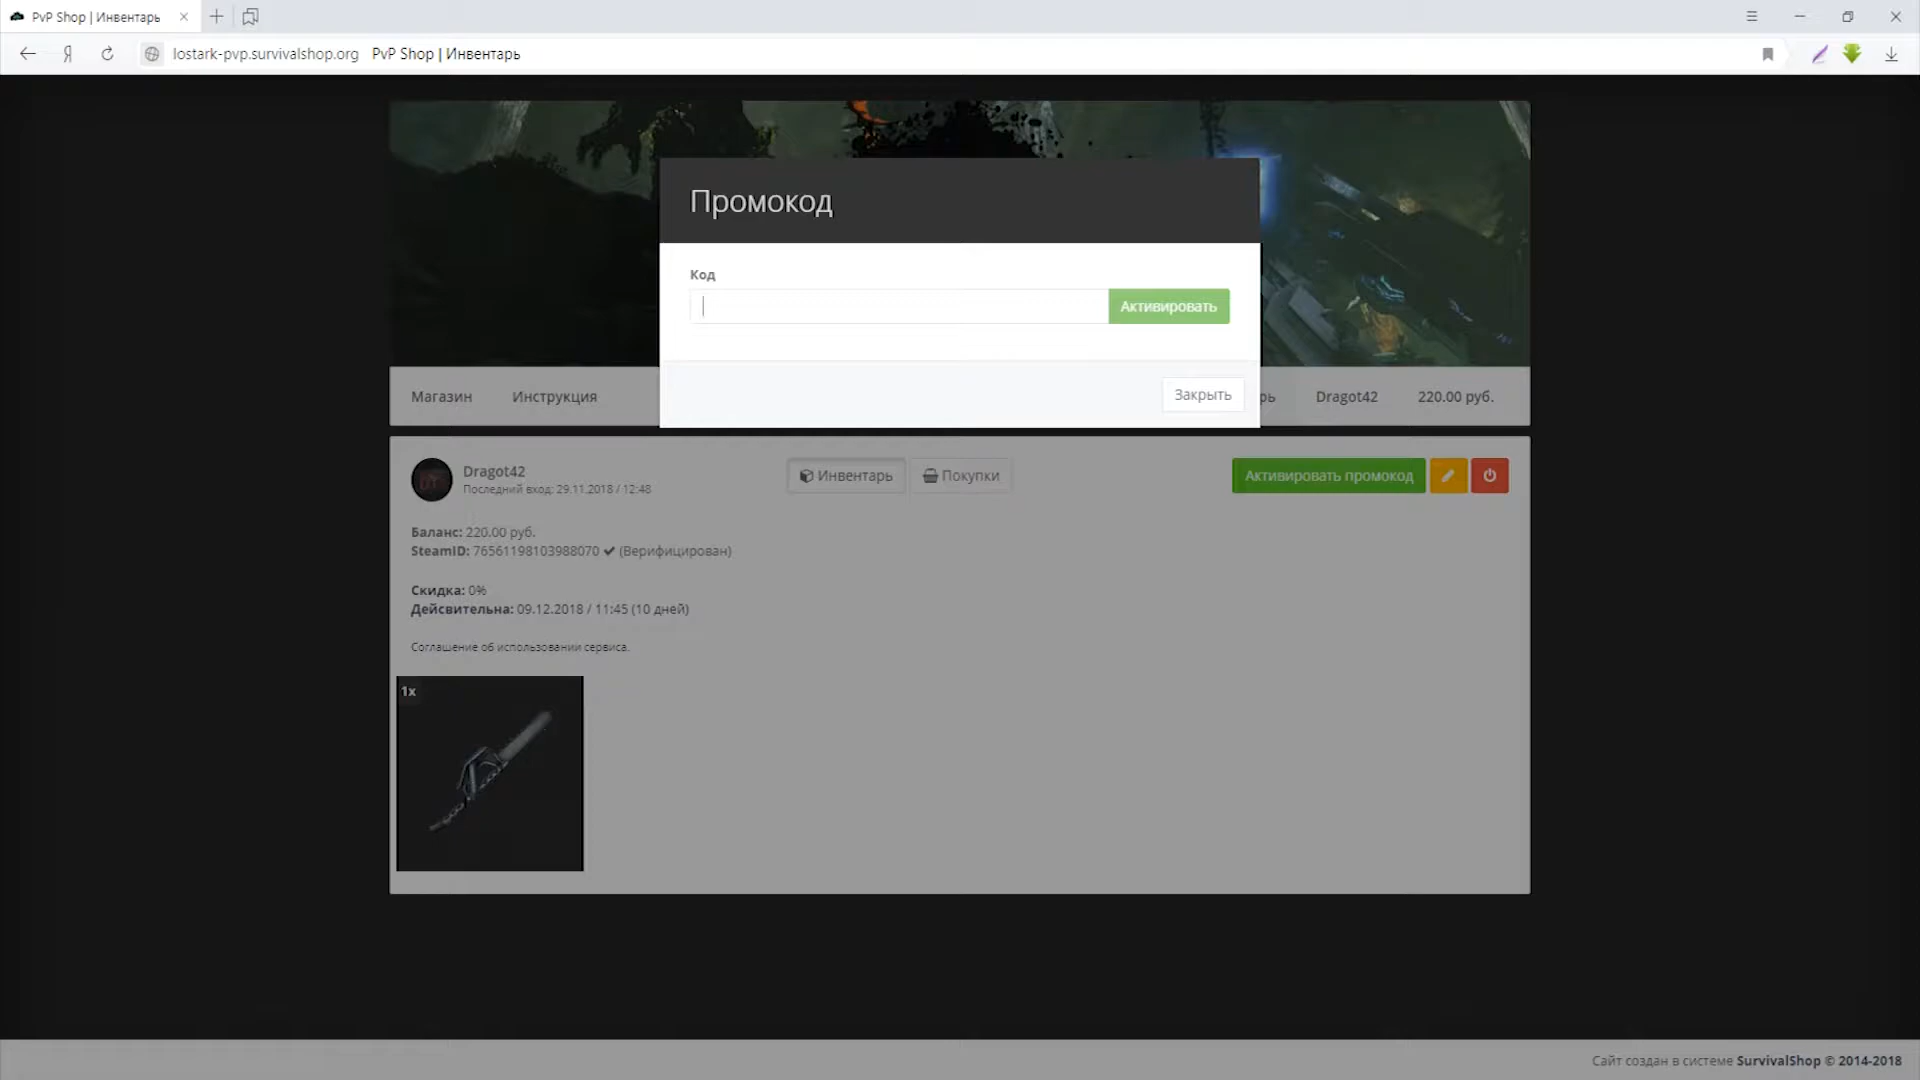 PvP Shop | Инвентарь
Я
lostark-pvp.survivalshop.org PvP Shop | Инвентарь
Промокод
Код
Активировать
Закрыть
Магазин Инструкция рь Dragot42 220.00 руб.
Dragot42
Последний вход: 29.11.2018 / 12:48
Инвентарь Покупки
Активировать промокод
Баланс: 220.00 руб.
SteamID: 76561198103988070 (Верифицирован)
Скидка: 0%
Дейсвительна: 09.12.2018 / 11:45 (10 дней)
Соглашение об использовании сервиса.
1x
Сайт создан в системе SurvivalShop © 2014-2018